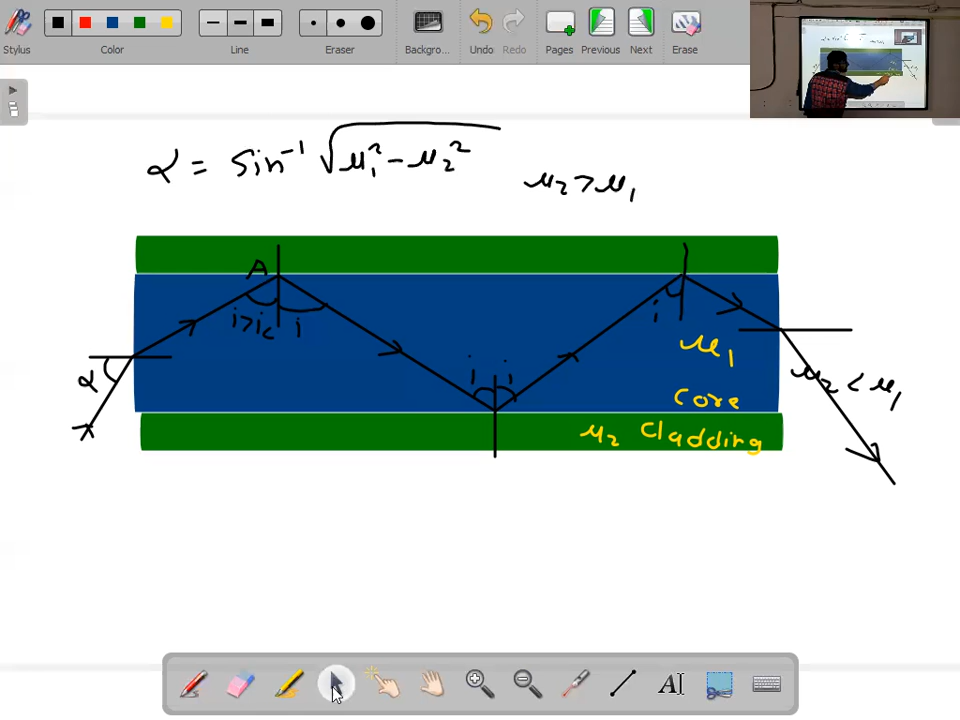 Stylus
Color
Line
Eraser
Backgro...
Undo
Redo
Pages
Previous
Next
Erase
α = Sin⁻¹ √μ₁² − μ₂²
μ₂ > μ₁
A
i>ic i
α
i i
i
μ₁
μ₂ < μ₁
Core
μ₂ Cladding
A